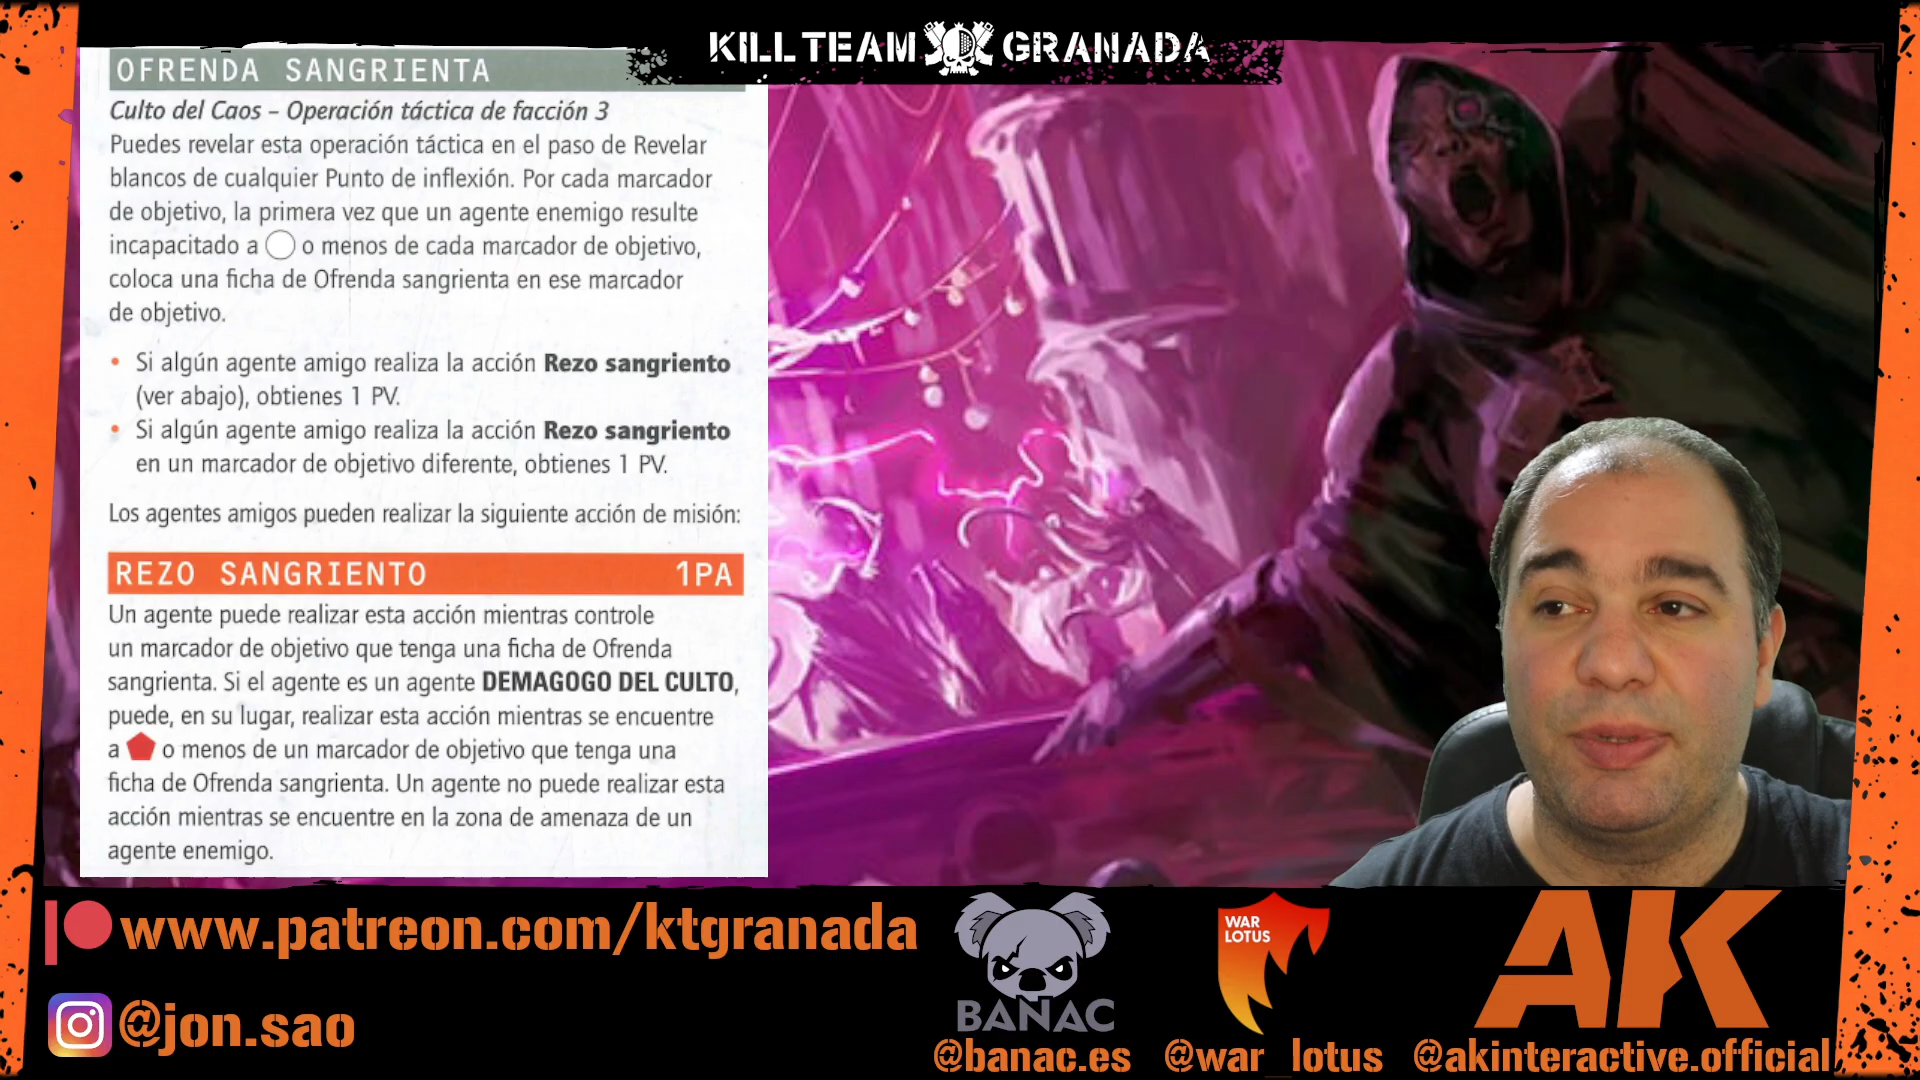 KILL TEAM GRANADA
OFRENDA SANGRIENTA
Culto del Caos – Operación táctica de facción 3
Puedes revelar esta operación táctica en el paso de Revelar
blancos de cualquier Punto de inflexión. Por cada marcador
de objetivo, la primera vez que un agente enemigo resulte
incapacitado a o menos de cada marcador de objetivo,
coloca una ficha de Ofrenda sangrienta en ese marcador
de objetivo.
• Si algún agente amigo realiza la acción Rezo sangriento
(ver abajo), obtienes 1 PV.
• Si algún agente amigo realiza la acción Rezo sangriento
en un marcador de objetivo diferente, obtienes 1 PV.
Los agentes amigos pueden realizar la siguiente acción de misión:
REZO SANGRIENTO 1PA
Un agente puede realizar esta acción mientras controle
un marcador de objetivo que tenga una ficha de Ofrenda
sangrienta. Si el agente es un agente DEMAGOGO DEL CULTO,
puede, en su lugar, realizar esta acción mientras se encuentre
a o menos de un marcador de objetivo que tenga una
ficha de Ofrenda sangrienta. Un agente no puede realizar esta
acción mientras se encuentre en la zona de amenaza de un
agente enemigo.
www.patreon.com/ktgranada
@jon.sao
BANAC
@banac.es
WAR
LOTUS
@war_lotus
AK
@akinteractive.official